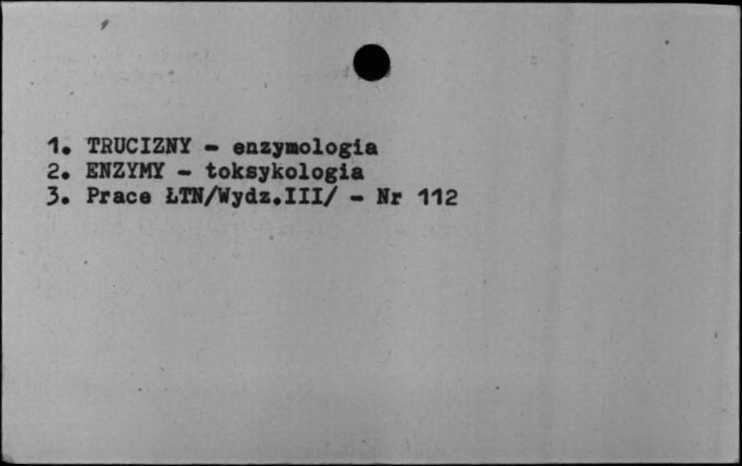 1. TRUCIZNY - enzymologia
2. ENZYMY - toksykologia
3. Prace ŁTN/Wydz.III/ - Nr 112